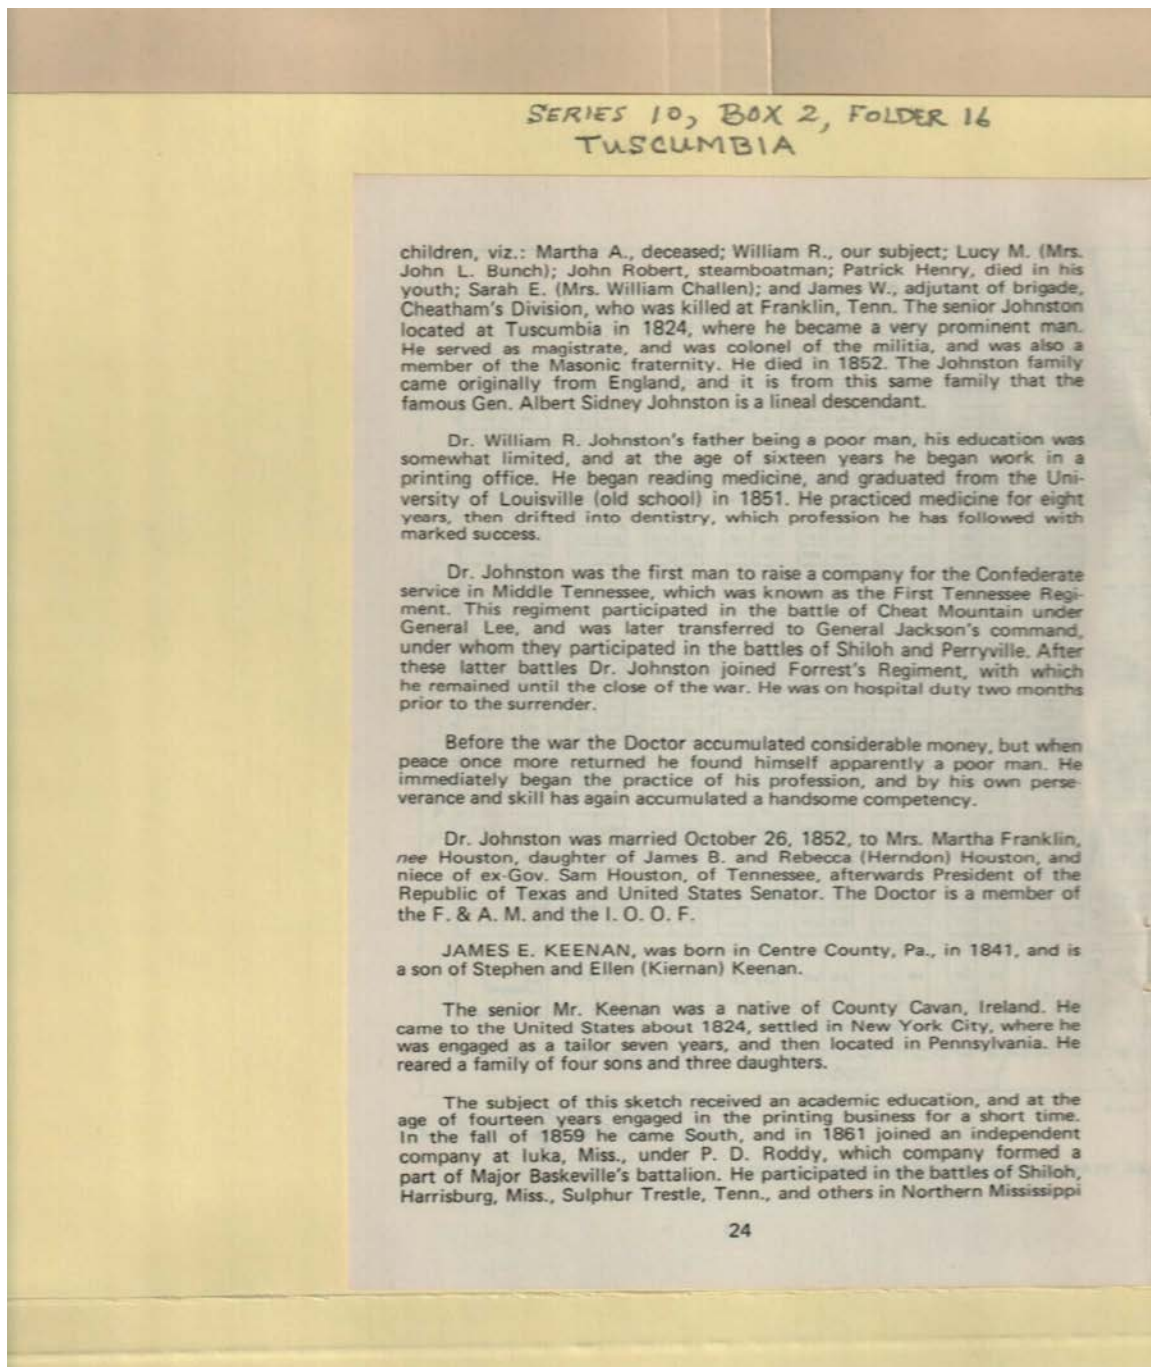 SERIES 10, BOX 2, FOLDER 16
TUSCUMBIA
children, viz.: Martha A., deceased; William R., our subject; Lucy M. (Mrs.
John L. Bunch); John Robert, steamboatman; Patrick Henry, died in his
youth; Sarah E. (Mrs. William Challen); and James W., adjutant of brigade,
Cheatham's Division, who was killed at Franklin, Tenn. The senior Johnston
located at Tuscumbia in 1824, where he became a very prominent man.
He served as magistrate, and was colonel of the militia, and was also a
member of the Masonic fraternity. He died in 1852. The Johnston family
came originally from England, and it is from this same family that the
famous Gen. Albert Sidney Johnston is a lineal descendant.
Dr. William R. Johnston's father being a poor man, his education was
somewhat limited, and at the age of sixteen years he began work in a
printing office. He began reading medicine, and graduated from the Uni-
versity of Louisville (old school) in 1851. He practiced medicine for eight
years, then drifted into dentistry, which profession he has followed with
marked success.
Dr. Johnston was the first man to raise a company for the Confederate
service in Middle Tennessee, which was known as the First Tennessee Regi-
ment. This regiment participated in the battle of Cheat Mountain under
General Lee, and was later transferred to General Jackson's command,
under whom they participated in the battles of Shiloh and Perryville. After
these latter battles Dr. Johnston joined Forrest's Regiment, with which
he remained until the close of the war. He was on hospital duty two months
prior to the surrender.
Before the war the Doctor accumulated considerable money, but when
peace once more returned he found himself apparently a poor man. He
immediately began the practice of his profession, and by his own perse-
verance and skill has again accumulated a handsome competency.
Dr. Johnston was married October 26, 1852, to Mrs. Martha Franklin,
nee Houston, daughter of James B. and Rebecca (Herndon) Houston, and
niece of ex-Gov. Sam Houston, of Tennessee, afterwards President of the
Republic of Texas and United States Senator. The Doctor is a member of
the F. & A. M. and the I. O. O. F.
JAMES E. KEENAN, was born in Centre County, Pa., in 1841, and is
a son of Stephen and Ellen (Kiernan) Keenan.
The senior Mr. Keenan was a native of County Cavan, Ireland. He
came to the United States about 1824, settled in New York City, where he
was engaged as a tailor seven years, and then located in Pennsylvania. He
reared a family of four sons and three daughters.
The subject of this sketch received an academic education, and at the
age of fourteen years engaged in the printing business for a short time.
In the fall of 1859 he came South, and in 1861 joined an independent
company at Iuka, Miss., under P. D. Roddy, which company formed a
part of Major Baskeville's battalion. He participated in the battles of Shiloh,
Harrisburg, Miss., Sulphur Trestle, Tenn., and others in Northern Mississippi
24